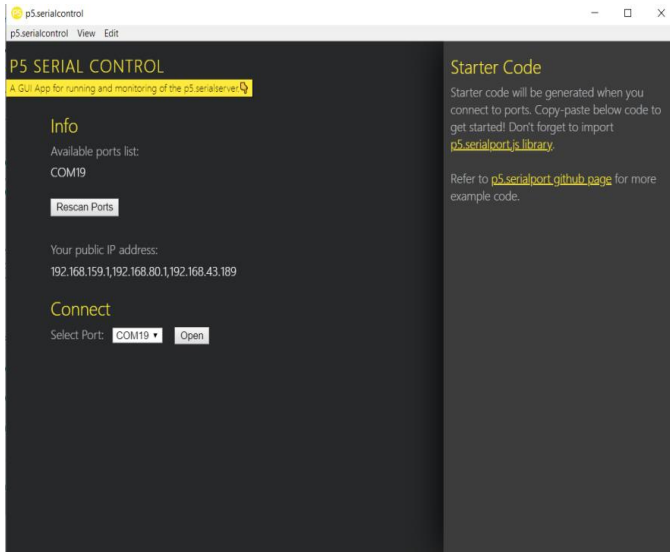 p5.serialcontrol
p5.serialcontrol View Edit
P5 SERIAL CONTROL
A GUI App for running and monitoring of the p5.serialserver.
Info
Available ports list:
COM19
Rescan Ports
Your public IP address:
192.168.159.1,192.168.80.1,192.168.43.189
Connect
Select Port: COM19 Open
Starter Code
Starter code will be generated when you
connect to ports. Copy-paste below code to
get started! Don't forget to import
p5.serialport.js library.
Refer to p5.serialport github page for more
example code.